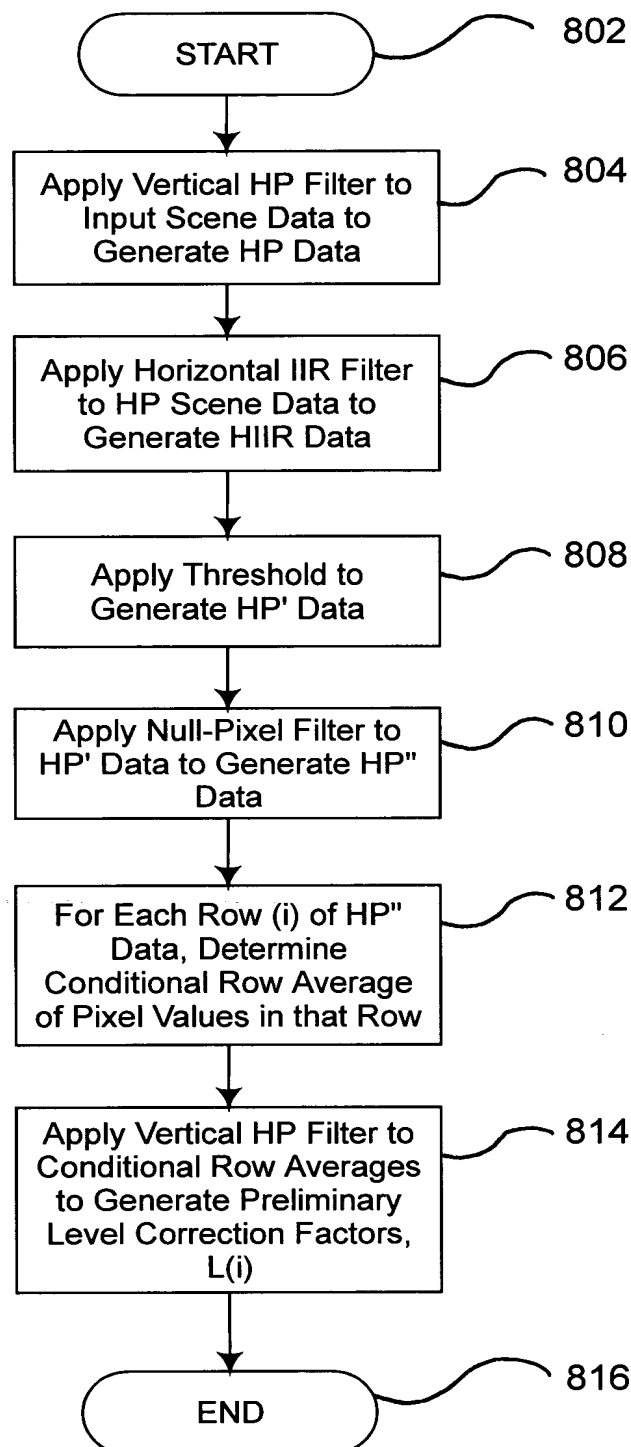 START
802
Apply Vertical HP Filter to
Input Scene Data to
Generate HP Data
804
Apply Horizontal IIR Filter
to HP Scene Data to
Generate HIIR Data
806
Apply Threshold to
Generate HP' Data
808
Apply Null-Pixel Filter to
HP' Data to Generate HP"
Data
810
For Each Row (i) of HP"
Data, Determine
Conditional Row Average
of Pixel Values in that Row
812
Apply Vertical HP Filter to
Conditional Row Averages
to Generate Preliminary
Level Correction Factors,
L(i)
814
END
816